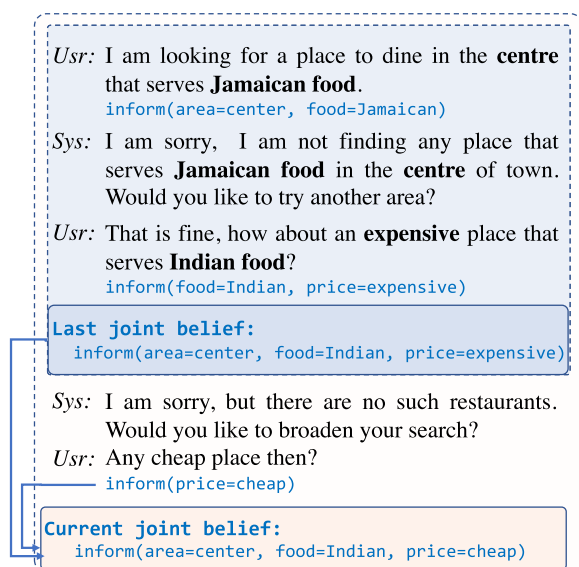 Usr: I am looking for a place to dine in the centre
that serves Jamaican food.
inform(area=center, food=Jamaican)
Sys: I am sorry, I am not finding any place that
serves Jamaican food in the centre of town.
Would you like to try another area?
Usr: That is fine, how about an expensive place that
serves Indian food?
inform(food=Indian, price=expensive)
Last joint belief:
inform(area=center, food=Indian, price=expensive)
Sys: I am sorry, but there are no such restaurants.
Would you like to broaden your search?
Usr: Any cheap place then?
inform(price=cheap)
Current joint belief:
inform(area=center, food=Indian, price=cheap)